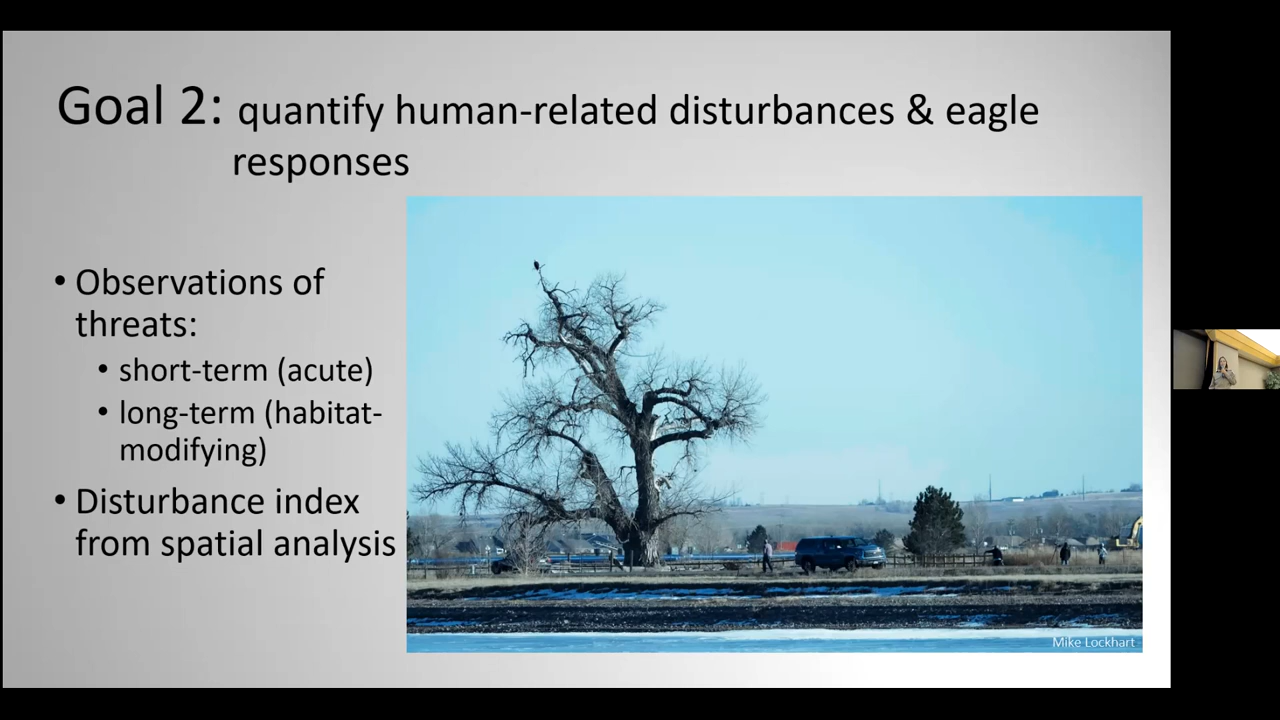 Goal 2: quantify human-related disturbances & eagle
responses
• Observations of
threats:
• short-term (acute)
• long-term (habitat-
modifying)
• Disturbance index
from spatial analysis
Mike Lockhart